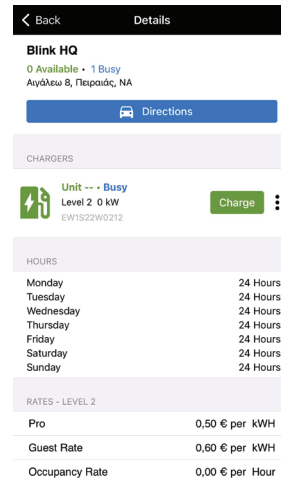 Back Details
Blink HQ
0 Available • 1 Busy
Αιγάλεω 8, Πειραιάς, NA
Directions
CHARGERS
Unit -- • Busy
Level 2 0 kW
EW1S22W0212
Charge
HOURS
Monday 24 Hours
Tuesday 24 Hours
Wednesday 24 Hours
Thursday 24 Hours
Friday 24 Hours
Saturday 24 Hours
Sunday 24 Hours
RATES - LEVEL 2
Pro 0,50 € per kWH
Guest Rate 0,60 € per kWH
Occupancy Rate 0,00 € per Hour